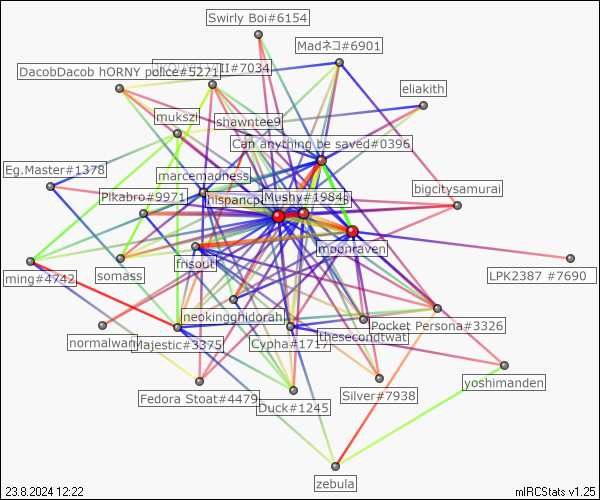 Swirly Boi#6154
Madネコ#6901
DacobDacob hORNY police#5271
II#7034
eliakith
mukszi
shawntee9
Can anything be saved#0396
Eg.Master#1378
marcemadness
bigcitysamurai
Pikabro#9971
hispancp
Mushy#1984
moonraven
frisouti
ming#4742
somass
LPK2387 #7690
neokingghidorah
Pocket Persona#3326
normalwan
Majestic#3375
Cypha#1717
thesecondtwat
yoshimanden
Fedora Stoat#4479
Duck#1245
Silver#7938
zebula
23.8.2024 12:22
mIRCStats v1.25